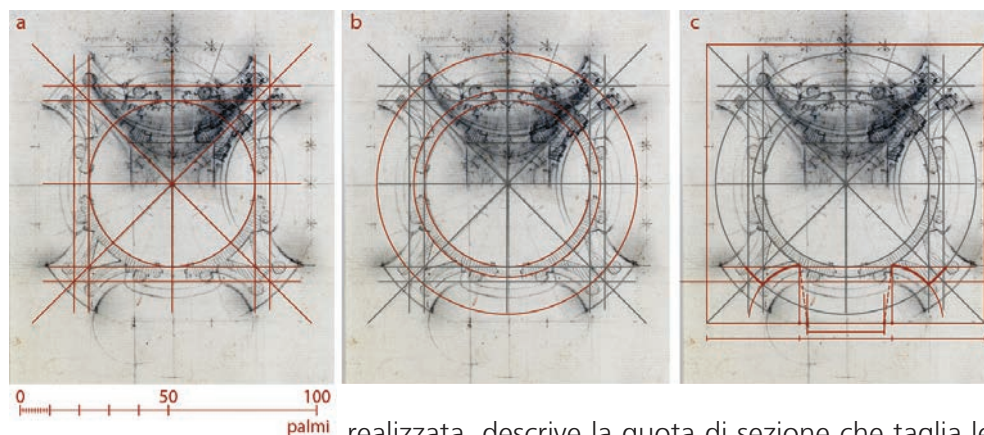 a
b
c
0 50 100
palmi
realizzata, descrive la quota di sezione che taglia le